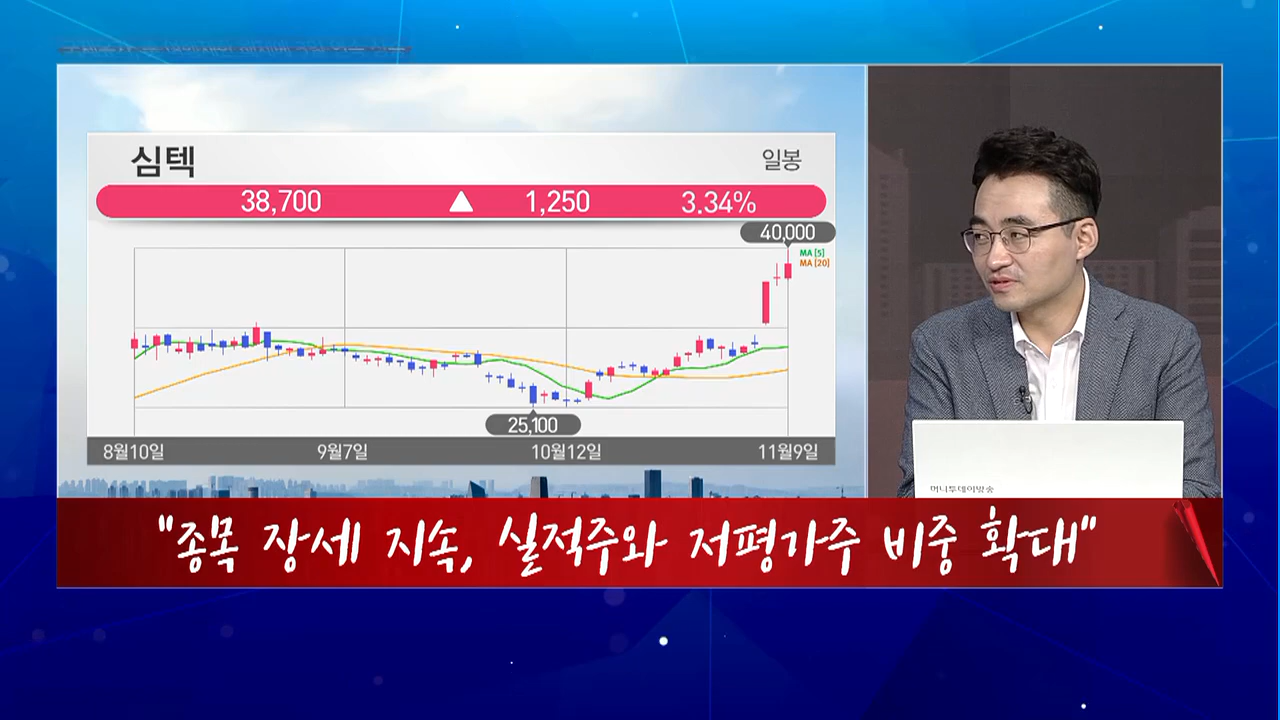 심텍
일봉
38,700 ▲ 1,250 3.34%
40,000
MA [5]
MA [20]
25,100
8월10일 9월7일 10월12일 11월9일
머니투데이방송
"종목 장세 지속, 실적주와 저평가주 비중 확대"